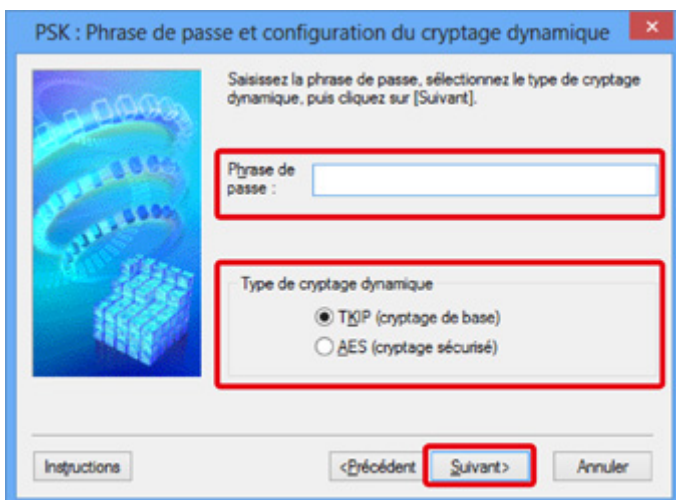 PSK : Phrase de passe et configuration du cryptage dynamique
Saisissez la phrase de passe, sélectionnez le type de cryptage
dynamique, puis cliquez sur [Suivant].
Phrase de
passe :
Type de cryptage dynamique
TKIP (cryptage de base)
AES (cryptage sécurisé)
Instructions
<Précédent
Suivant>
Annuler